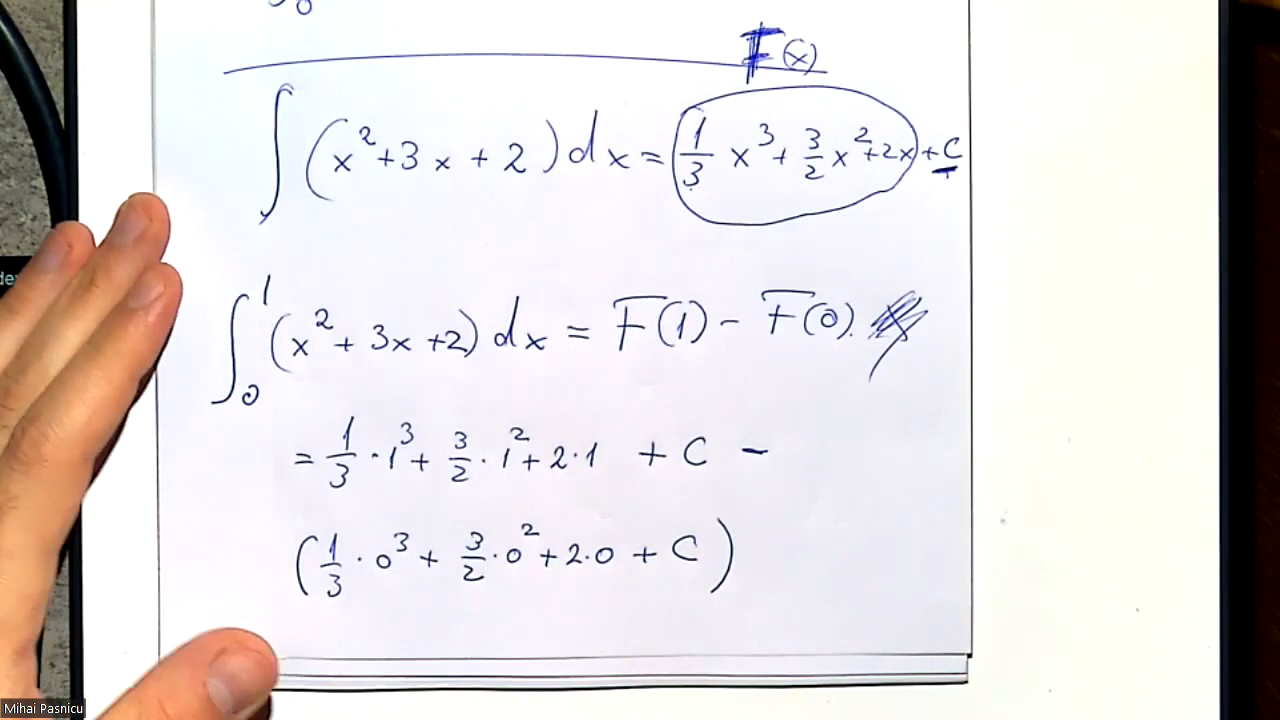 0
F(x)
∫ (x² + 3x + 2) dx = 1/3 x³ + 3/2 x² + 2x + C
∫₀¹ (x² + 3x + 2) dx = F(1) - F(0)
= 1/3 · 1³ + 3/2 · 1² + 2·1 + C -
(1/3 · 0³ + 3/2 · 0² + 2·0 + C)
Mihai Pasnicu